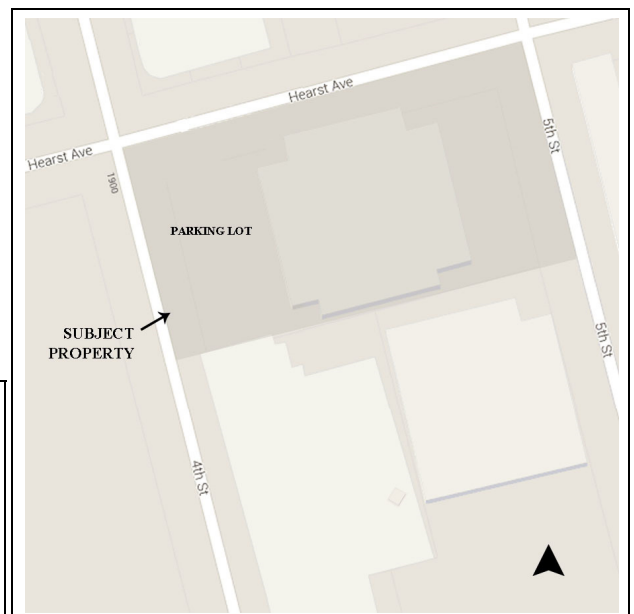 Hearst Ave
5th St
Hearst Ave
1900
PARKING LOT
SUBJECT
PROPERTY
5th St
4th St